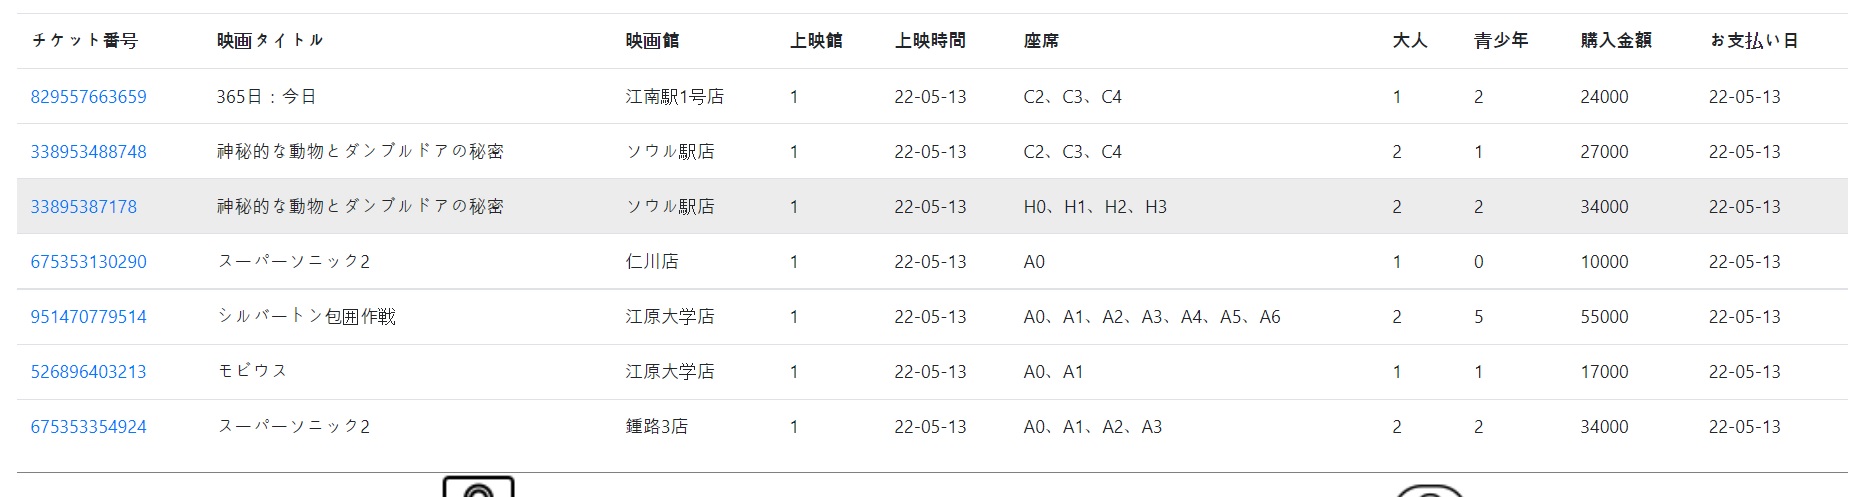 チケット番号 映画タイトル 映画館 上映館 上映時間 座席 大人 青少年 購入金額 お支払い日
829557663659 365日：今日 江南駅1号店 1 22-05-13 C2、C3、C4 1 2 24000 22-05-13
338953488748 神秘的な動物とダンブルドアの秘密 ソウル駅店 1 22-05-13 C2、C3、C4 2 1 27000 22-05-13
33895387178 神秘的な動物とダンブルドアの秘密 ソウル駅店 1 22-05-13 H0、H1、H2、H3 2 2 34000 22-05-13
675353130290 スーパーソニック2 仁川店 1 22-05-13 A0 1 0 10000 22-05-13
951470779514 シルバートン包囲作戦 江原大学店 1 22-05-13 A0、A1、A2、A3、A4、A5、A6 2 5 55000 22-05-13
526896403213 モビウス 江原大学店 1 22-05-13 A0、A1 1 1 17000 22-05-13
675353354924 スーパーソニック2 鍾路3店 1 22-05-13 A0、A1、A2、A3 2 2 34000 22-05-13